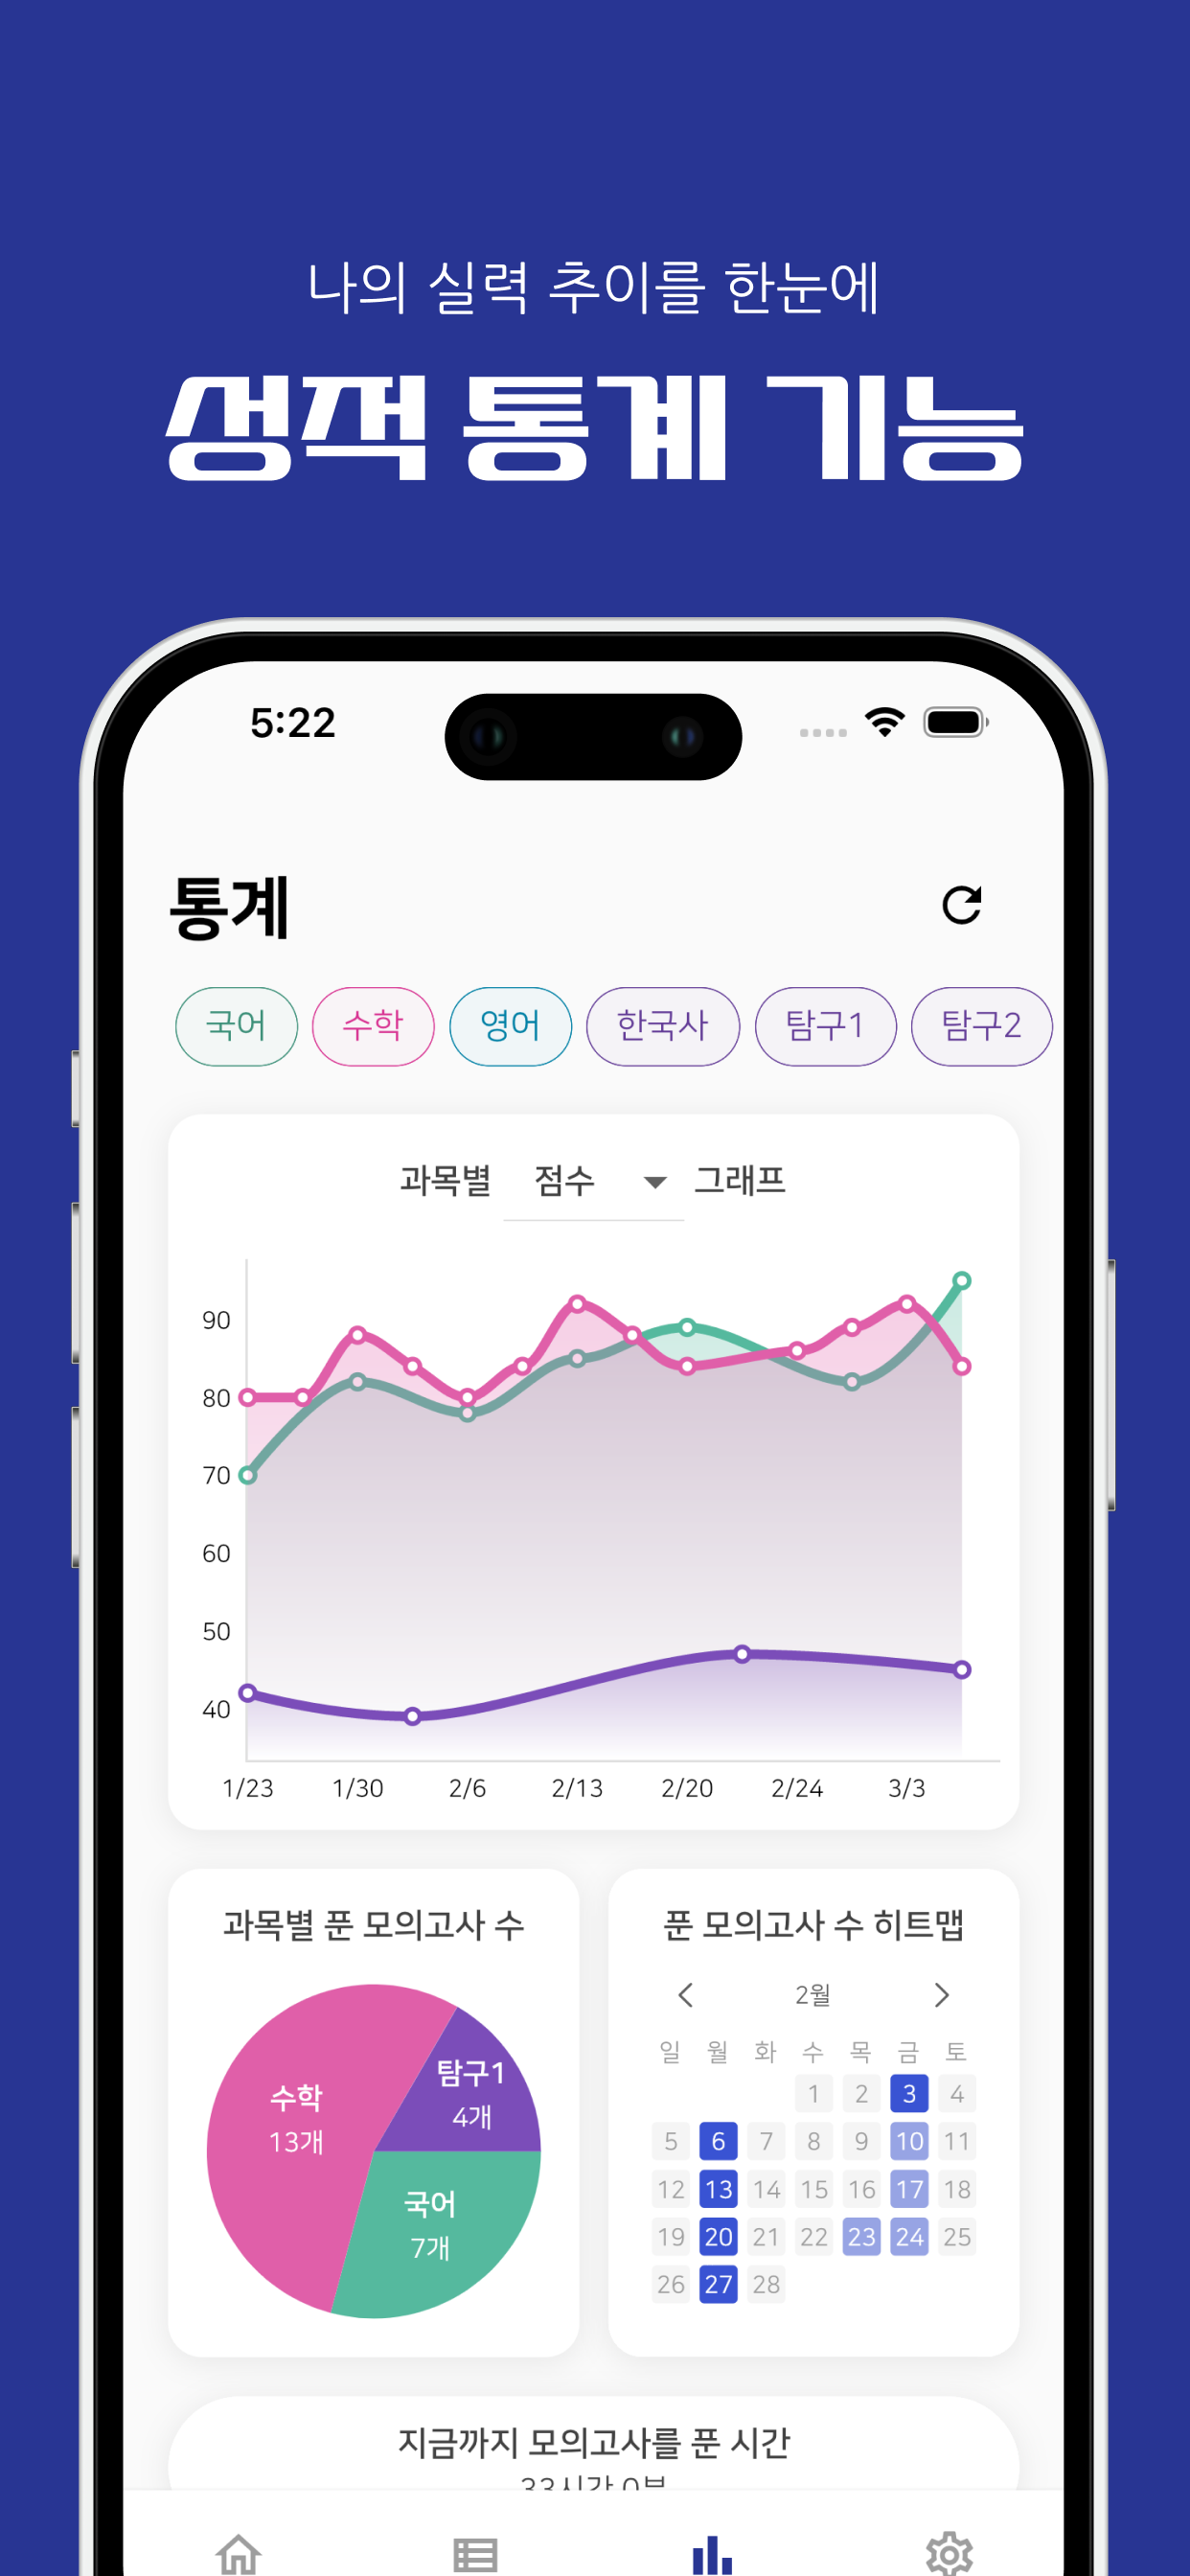 나의 실력 추이를 한눈에
성적 통계 기능
5:22
통계
국어 수학 영어 한국사 탐구1 탐구2
과목별 점수 그래프
90
80
70
60
50
40
1/23 1/30 2/6 2/13 2/20 2/24 3/3
과목별 푼 모의고사 수
탐구1
4개
수학
13개
국어
7개
푼 모의고사 수 히트맵
2월
일 월 화 수 목 금 토
1 2 3 4
5 6 7 8 9 10 11
12 13 14 15 16 17 18
19 20 21 22 23 24 25
26 27 28
지금까지 모의고사를 푼 시간
33시간 0분